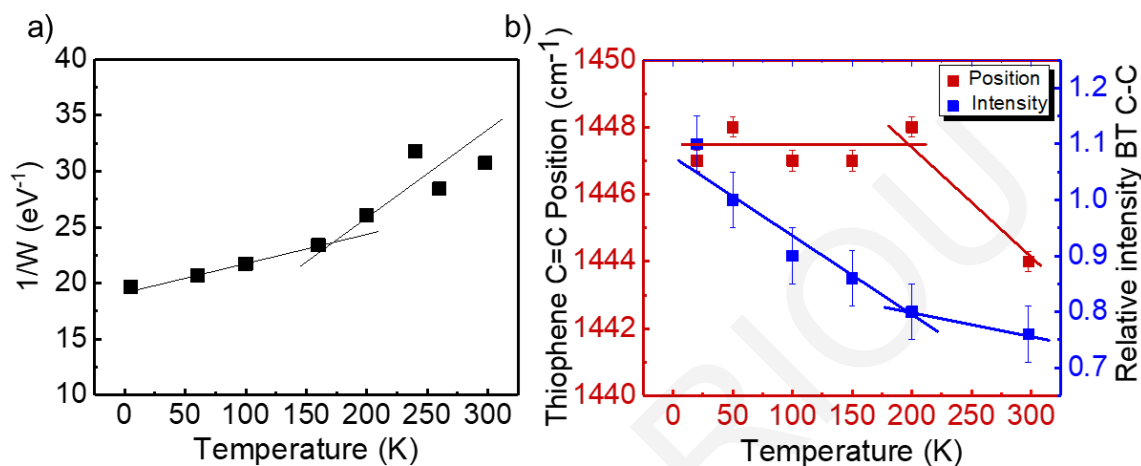 a)
1/W (eV⁻¹)
40
35
30
25
20
15
10
0 50 100 150 200 250 300
Temperature (K)
b)
Thiophene C=C Position (cm⁻¹)
1450
1448
1446
1444
1442
1440
Position
Intensity
1.2
1.1
1.0
0.9
0.8
0.7
Relative intensity BT C-C
0 50 100 150 200 250 300
Temperature (K)
RIOU